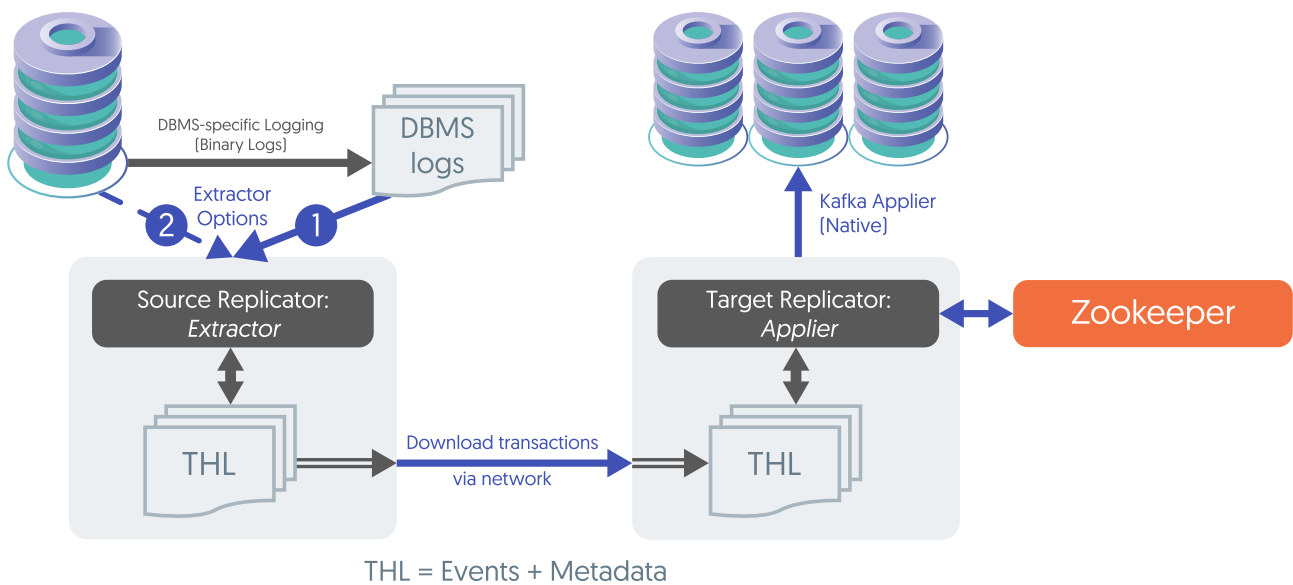 DBMS-specific Logging
(Binary Logs)
DBMS
logs
Extractor
Options
2
1
Kafka Applier
(Native)
Source Replicator:
Extractor
Target Replicator:
Applier
Zookeeper
THL
Download transactions
via network
THL
THL = Events + Metadata